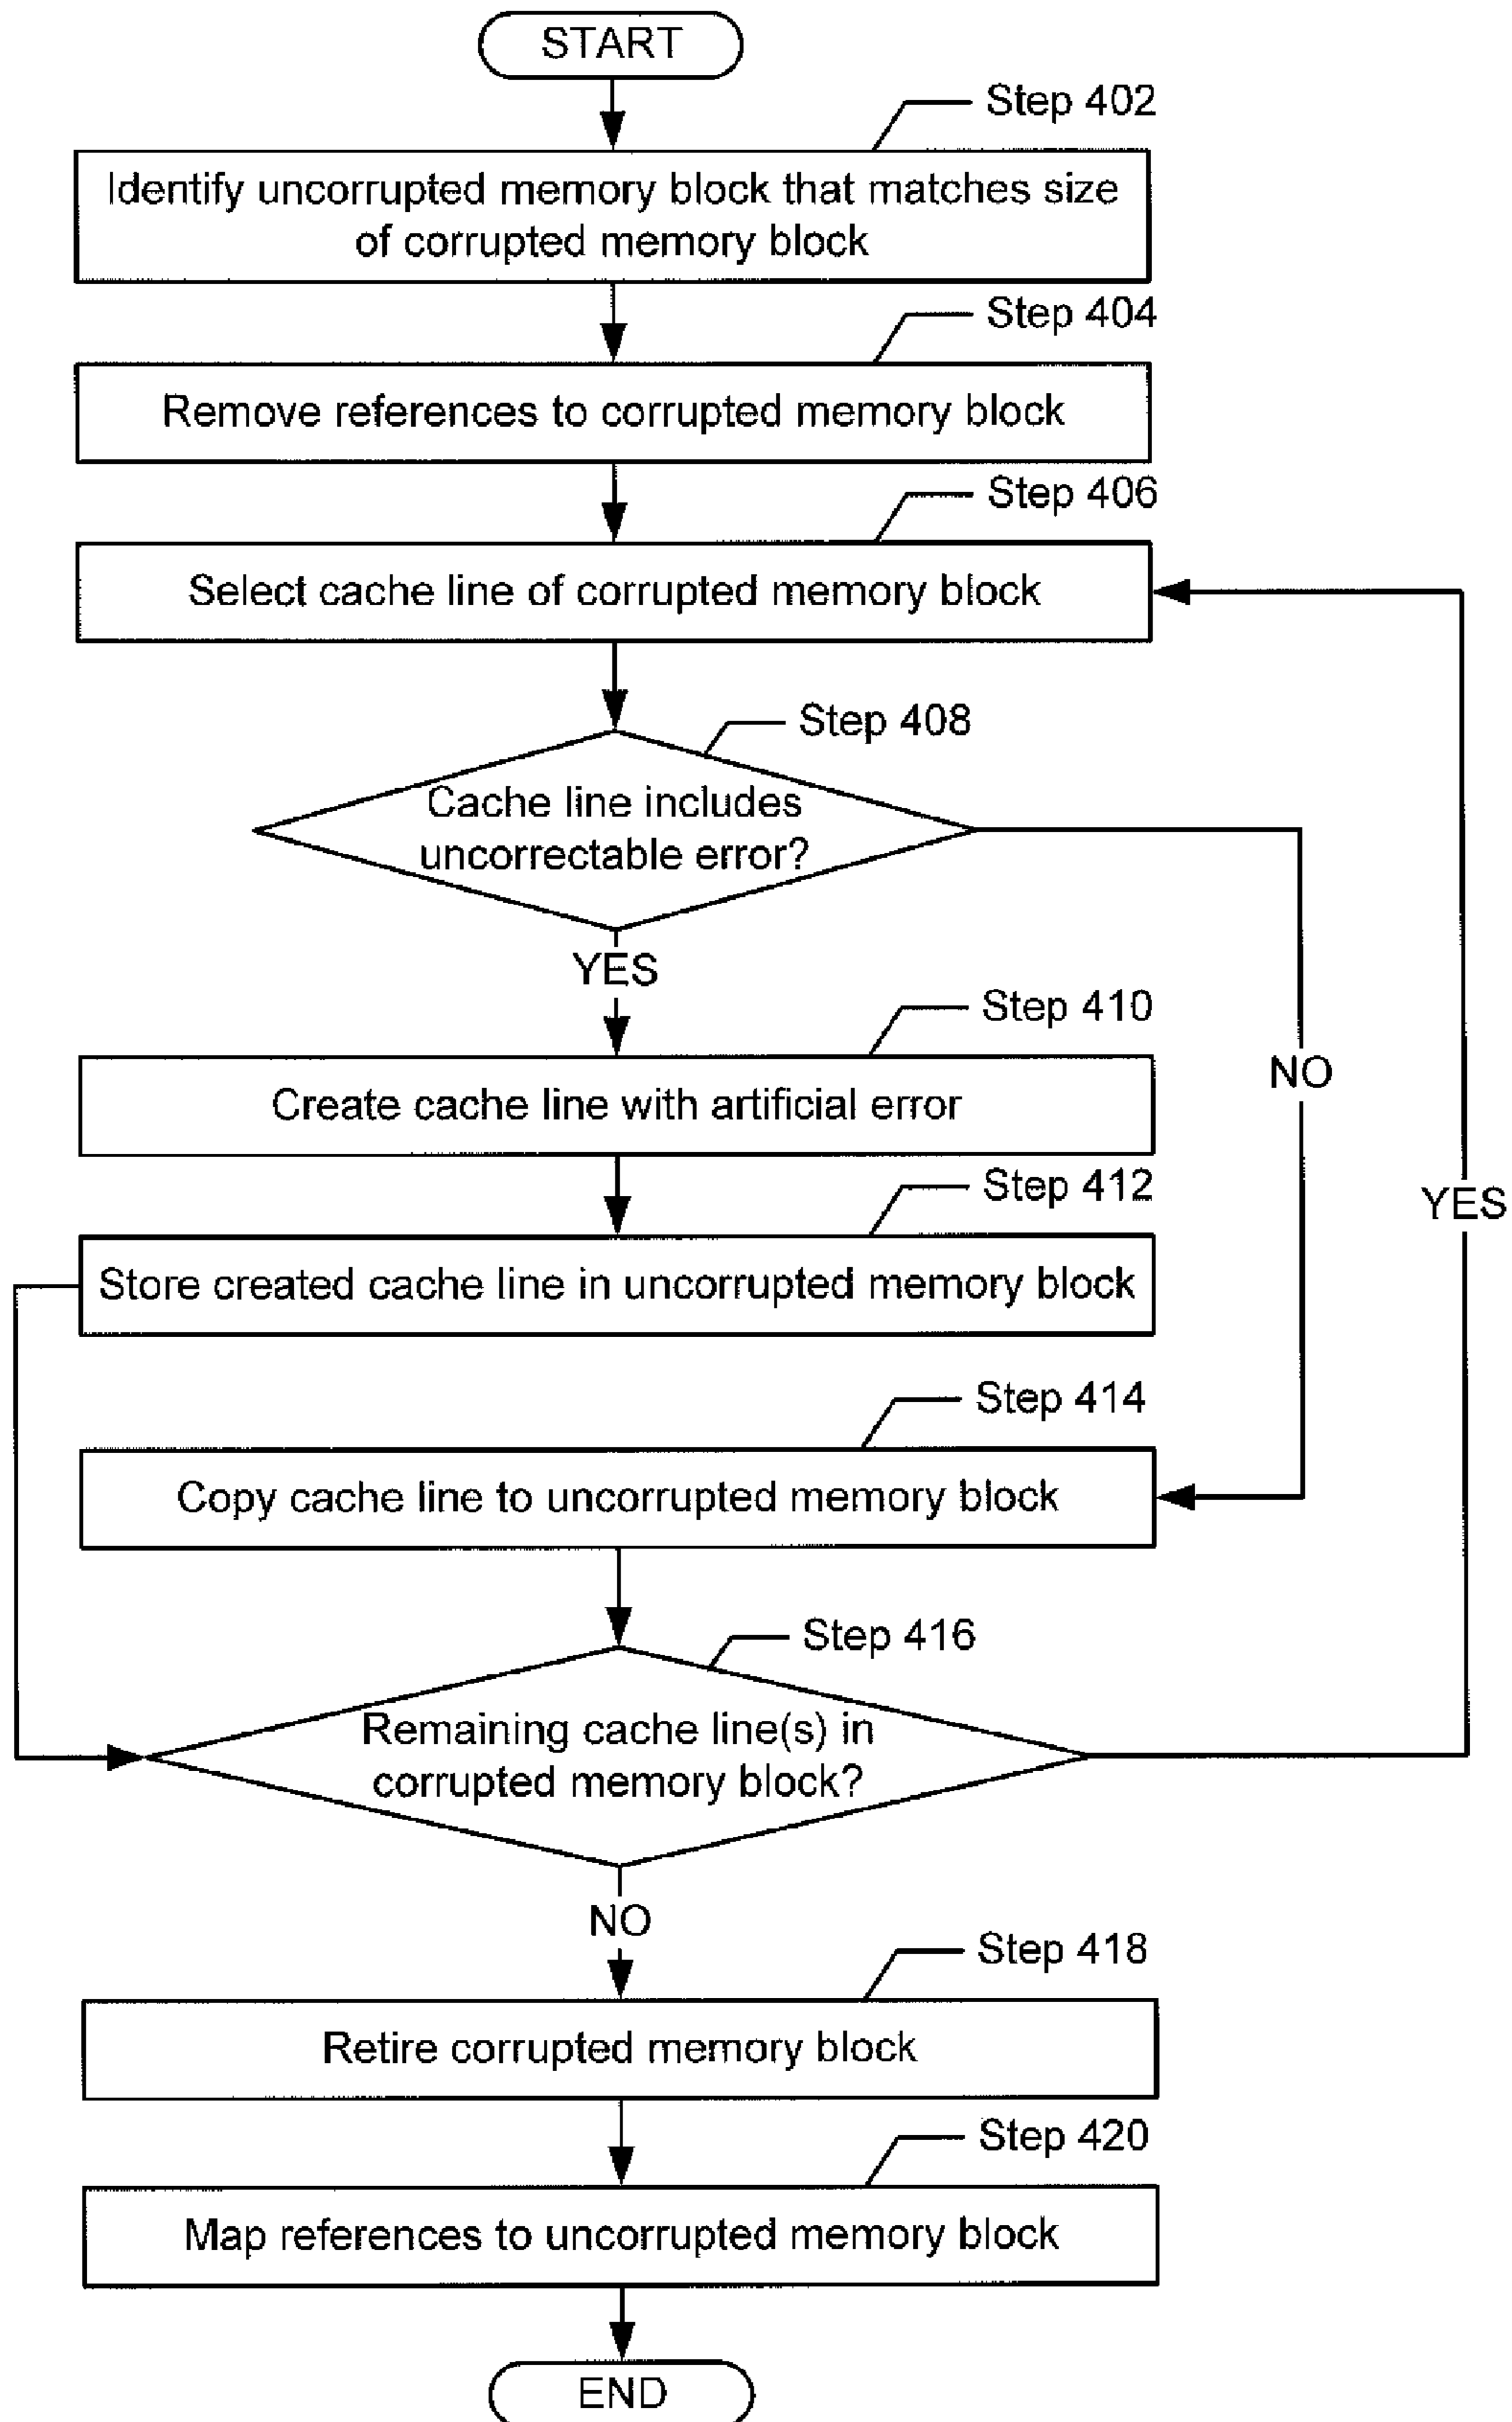 START
Step 402
Identify uncorrupted memory block that matches size
of corrupted memory block
Step 404
Remove references to corrupted memory block
Step 406
Select cache line of corrupted memory block
Step 408
Cache line includes
uncorrectable error?
YES
Step 410
NO
Create cache line with artificial error
Step 412
YES
Store created cache line in uncorrupted memory block
Step 414
Copy cache line to uncorrupted memory block
Step 416
Remaining cache line(s) in
corrupted memory block?
NO
Step 418
Retire corrupted memory block
Step 420
Map references to uncorrupted memory block
END